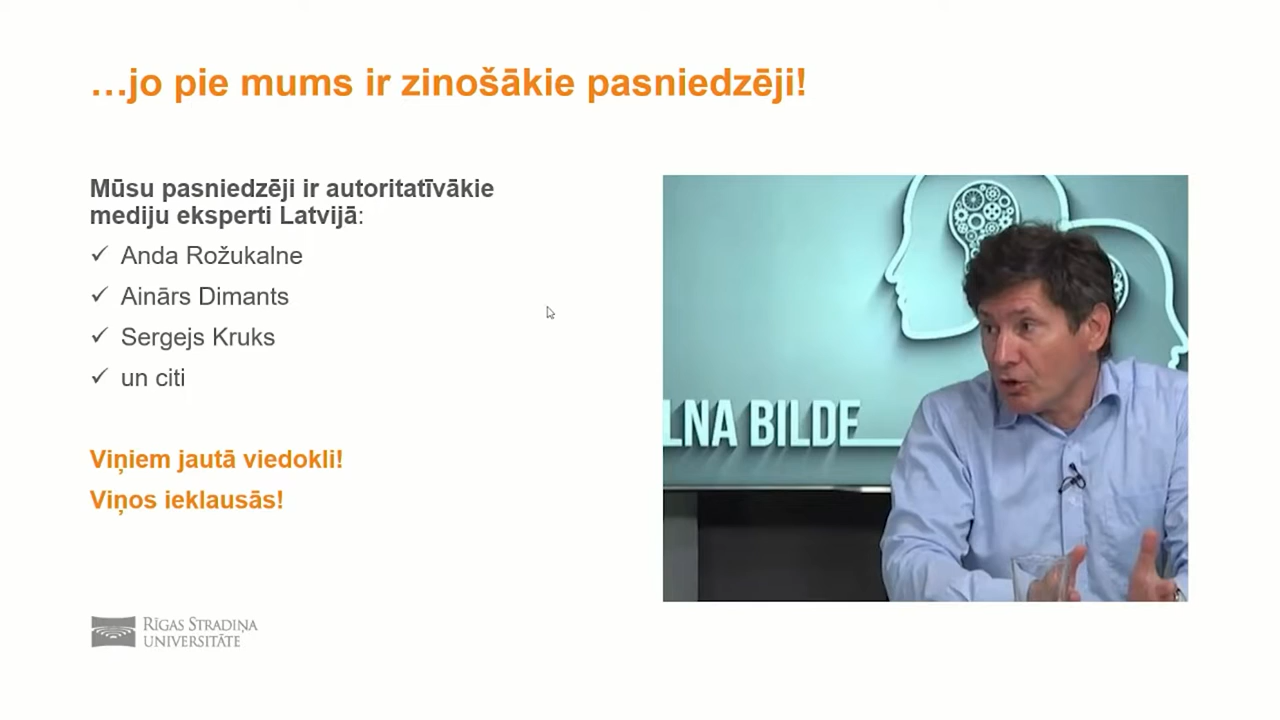 …jo pie mums ir zinošākie pasniedzēji!
Mūsu pasniedzēji ir autoritatīvākie
mediju eksperti Latvijā:
✓ Anda Rožukalne
✓ Ainārs Dimants
✓ Sergejs Kruks
✓ un citi
Viņiem jautā viedokli!
Viņos ieklausās!
LNA BILDE
RĪGAS STRADIŅA
UNIVERSITĀTE